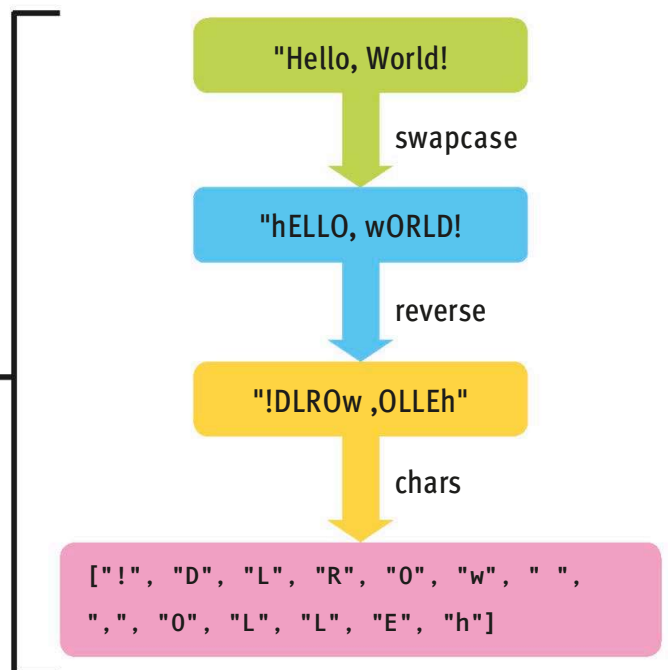 "Hello, World!
swapcase
"hELLO, wORLD!
reverse
"!DLROw ,OLLEh"
chars
["!", "D", "L", "R", "O", "w", " ",
",", "O", "L", "L", "E", "h"]